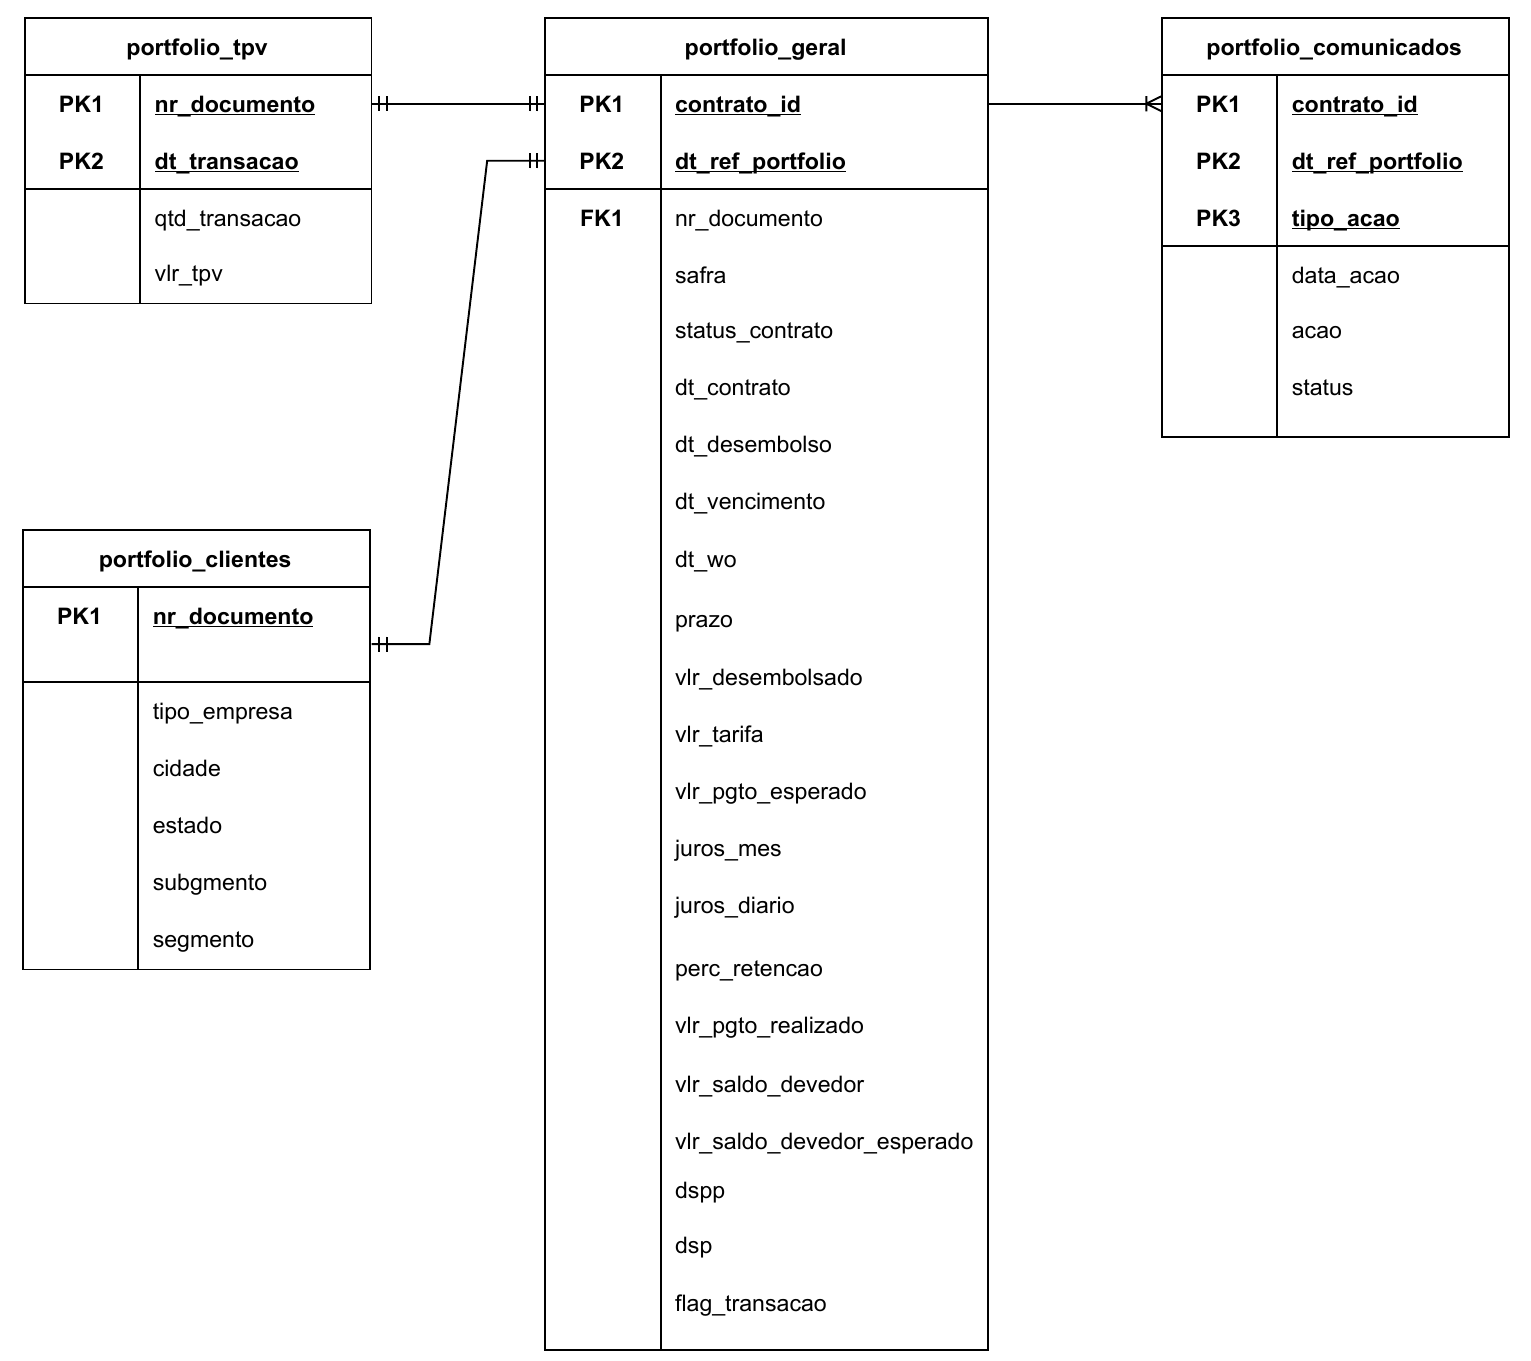 portfolio_tpv
PK1 nr_documento
PK2 dt_transacao
qtd_transacao
vlr_tpv
portfolio_clientes
PK1 nr_documento
tipo_empresa
cidade
estado
subgmento
segmento
portfolio_geral
PK1 contrato_id
PK2 dt_ref_portfolio
FK1 nr_documento
safra
status_contrato
dt_contrato
dt_desembolso
dt_vencimento
dt_wo
prazo
vlr_desembolsado
vlr_tarifa
vlr_pgto_esperado
juros_mes
juros_diario
perc_retencao
vlr_pgto_realizado
vlr_saldo_devedor
vlr_saldo_devedor_esperado
dspp
dsp
flag_transacao
portfolio_comunicados
PK1 contrato_id
PK2 dt_ref_portfolio
PK3 tipo_acao
data_acao
acao
status